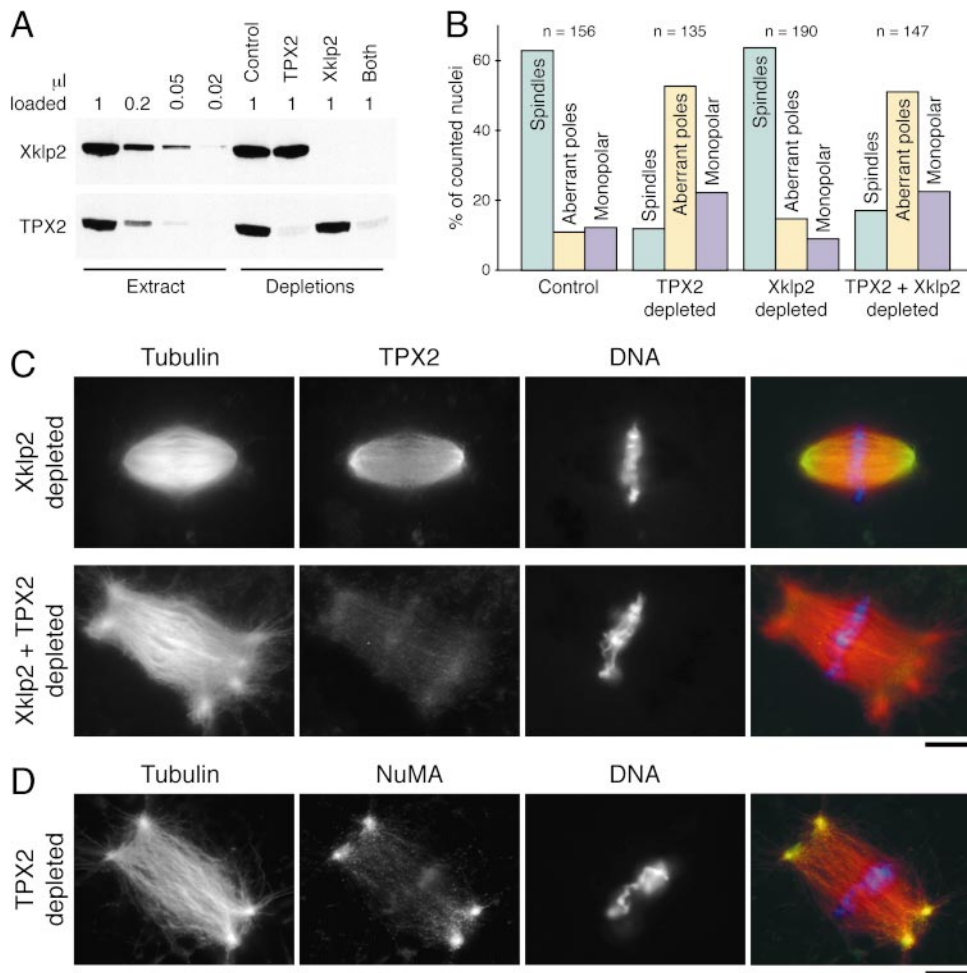 A
μl
loaded
1
0.2
0.05
0.02
Control
TPX2
Xklp2
Both
1
1
1
1
Xklp2
TPX2
Extract
Depletions
B
n = 156
n = 135
n = 190
n = 147
% of counted nuclei
60
40
20
0
Spindles
Aberrant poles
Monopolar
Spindles
Aberrant poles
Monopolar
Spindles
Aberrant poles
Monopolar
Spindles
Aberrant poles
Monopolar
Control
TPX2
depleted
Xklp2
depleted
TPX2 + Xklp2
depleted
C
Tubulin
TPX2
DNA
Xklp2
depleted
Xklp2 + TPX2
depleted
D
Tubulin
NuMA
DNA
TPX2
depleted